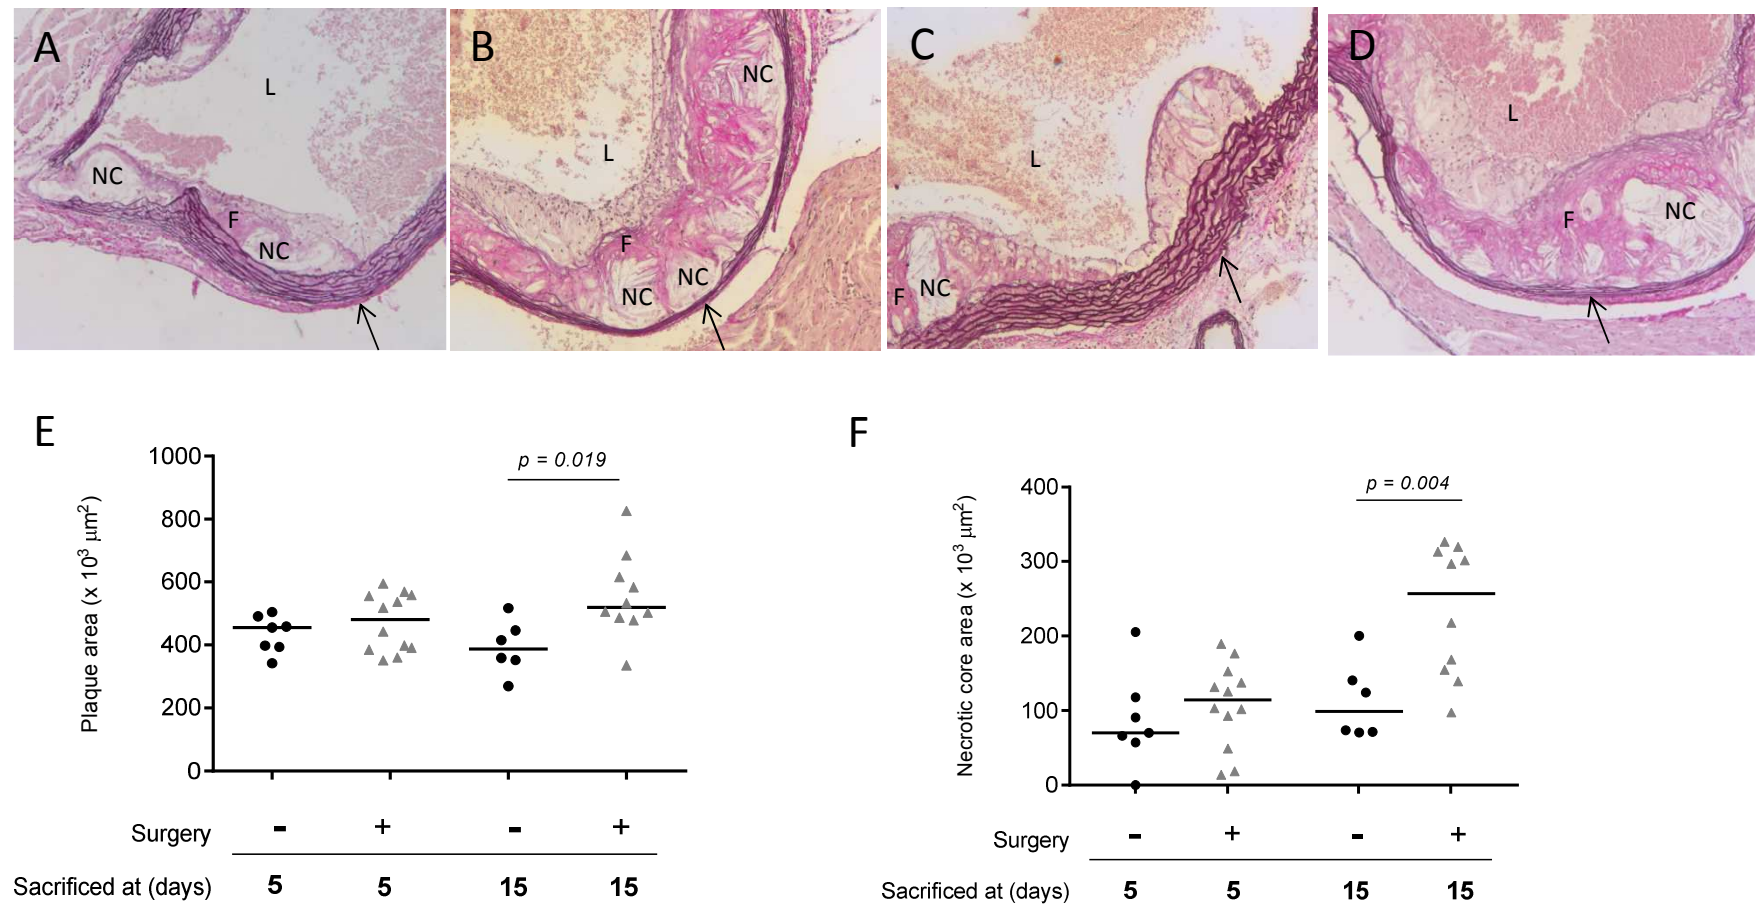 A
L
NC
F
NC
B
NC
L
F
NC
NC
C
L
NC
F
D
L
NC
F
E
1000
800
600
400
200
0
Plaque area (x 10³ µm²)
p = 0.019
Surgery - + - +
Sacrificed at (days) 5 5 15 15
F
400
300
200
100
0
Necrotic core area (x 10³ µm²)
p = 0.004
Surgery - + - +
Sacrificed at (days) 5 5 15 15